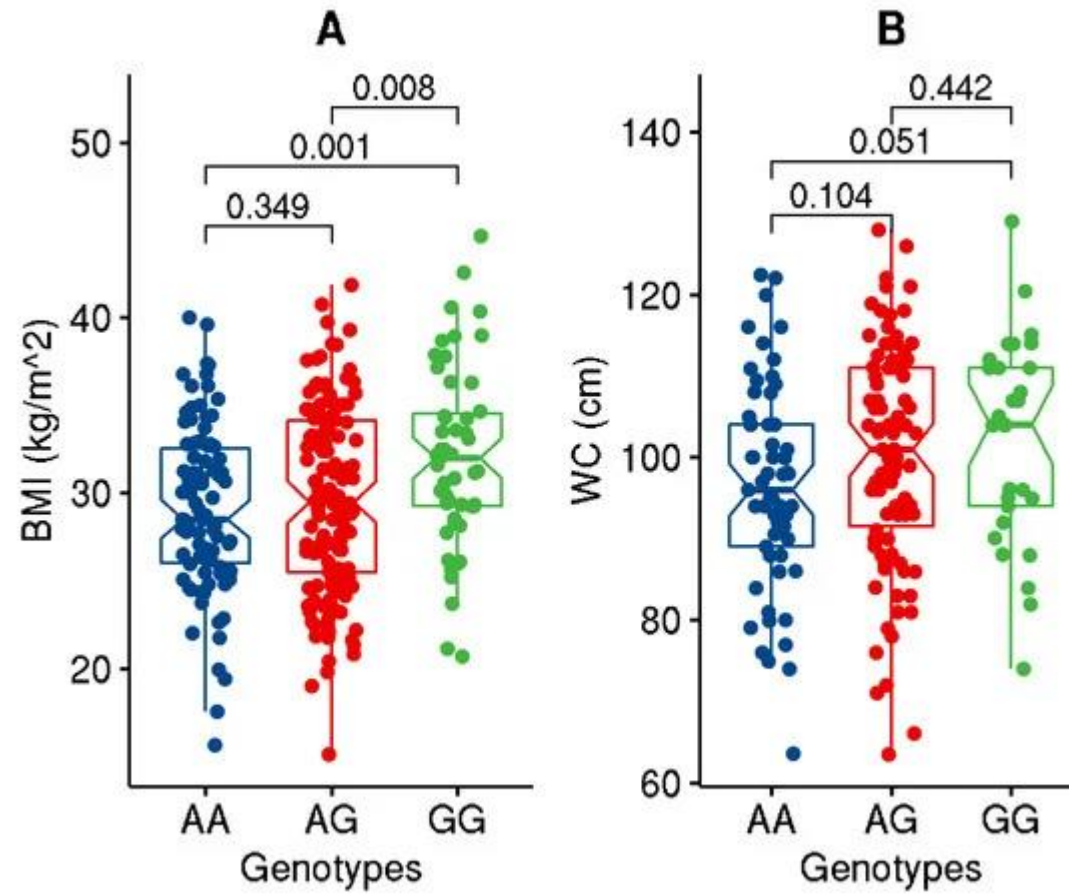 A
BMI (kg/m^2)
50
40
30
20
0.008
0.001
0.349
AA AG GG
Genotypes
B
WC (cm)
140
120
100
80
60
0.442
0.051
0.104
AA AG GG
Genotypes